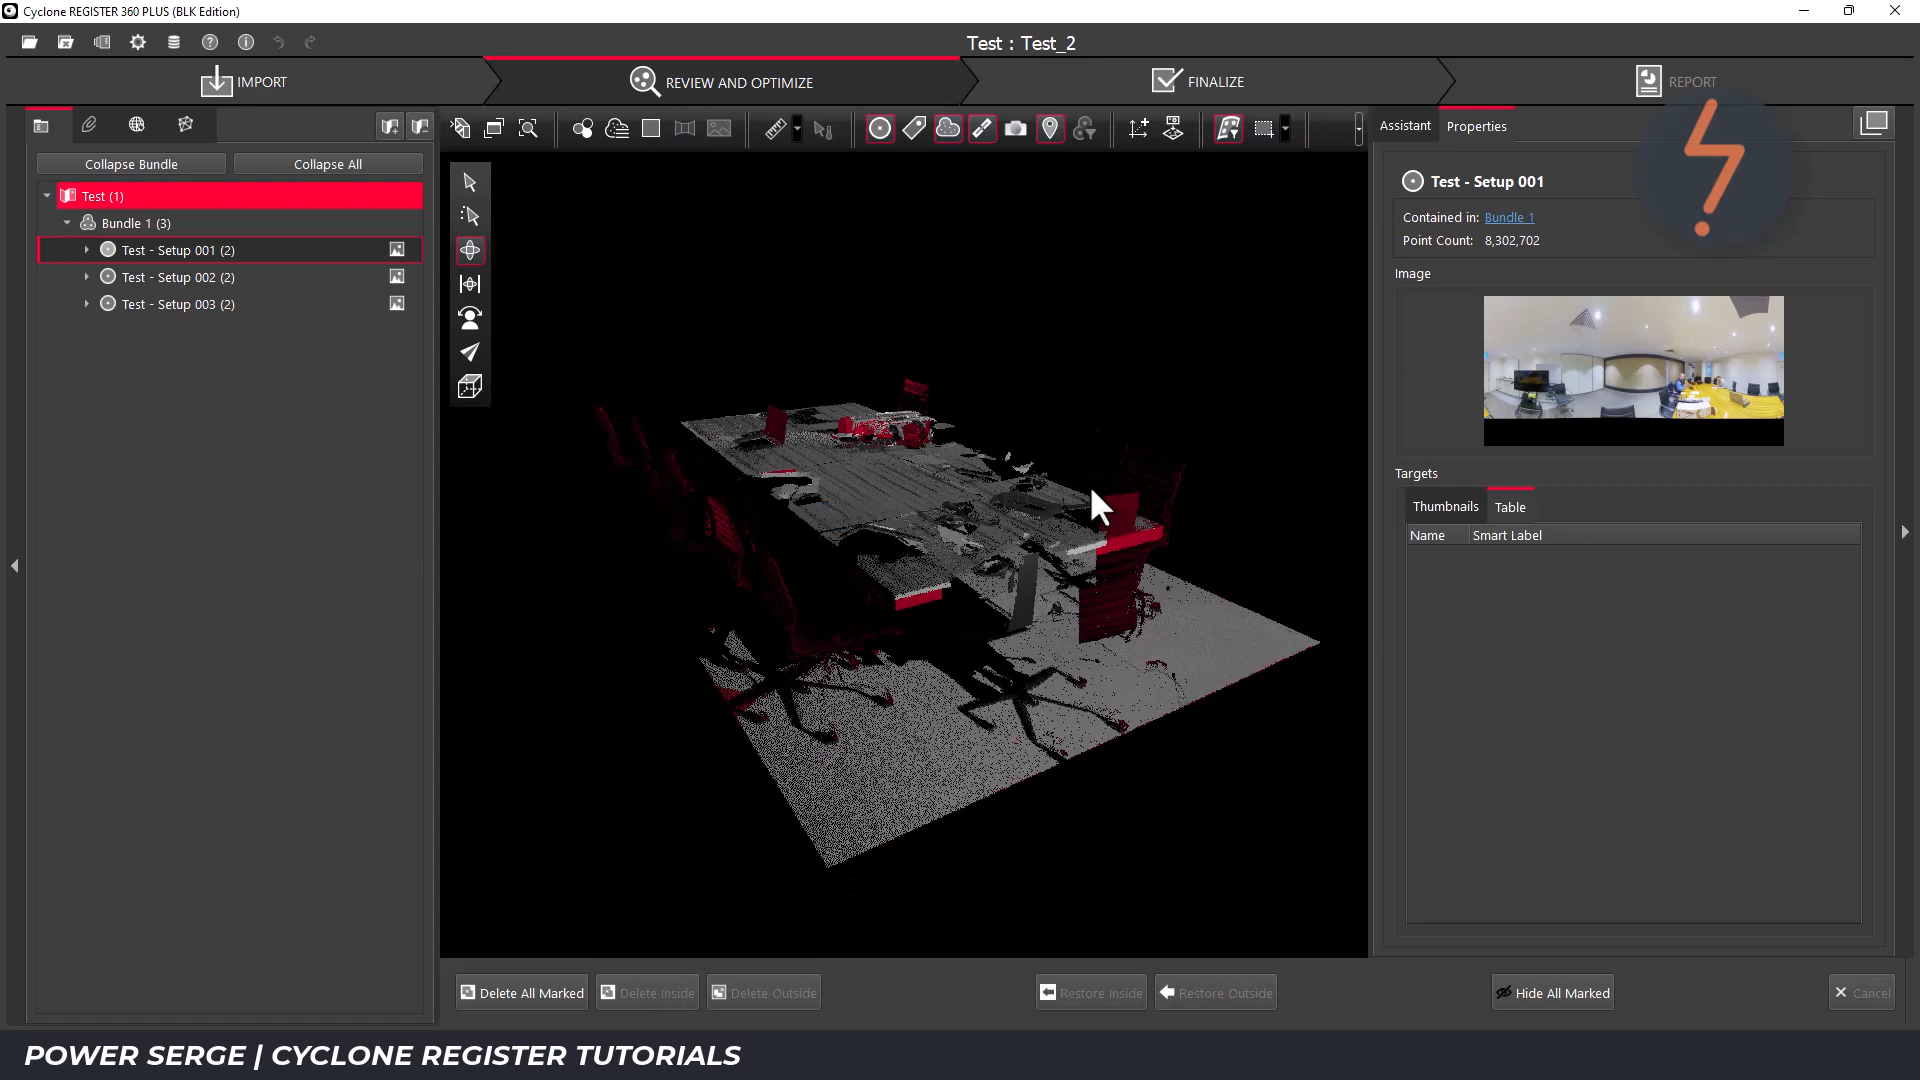 Cyclone REGISTER 360 PLUS (BLK Edition)
Test : Test_2
IMPORT
REVIEW AND OPTIMIZE
FINALIZE
REPORT
Collapse Bundle
Collapse All
Test (1)
Bundle 1 (3)
Test - Setup 001 (2)
Test - Setup 002 (2)
Test - Setup 003 (2)
Assistant
Properties
Test - Setup 001
Contained in: Bundle 1
Point Count: 8,302,702
Image
Targets
Thumbnails
Table
Name
Smart Label
Delete All Marked
Delete Inside
Delete Outside
Restore Inside
Restore Outside
Hide All Marked
Cancel
POWER SERGE | CYCLONE REGISTER TUTORIALS